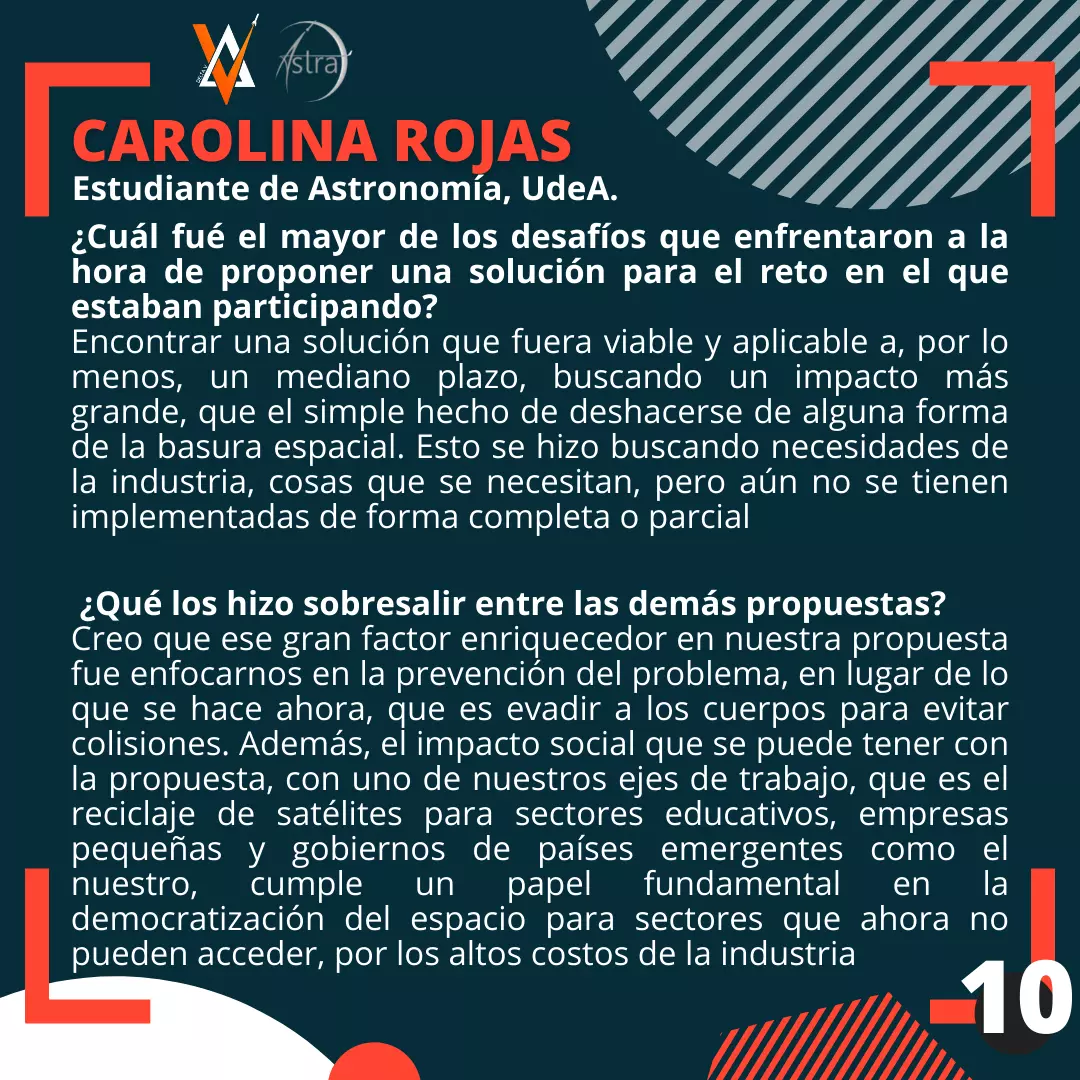 Astra
CAROLINA ROJAS
Estudiante de Astronomía, UdeA.
¿Cuál fué el mayor de los desafíos que enfrentaron a la
hora de proponer una solución para el reto en el que
estaban participando?
Encontrar una solución que fuera viable y aplicable a, por lo
menos, un mediano plazo, buscando un impacto más
grande, que el simple hecho de deshacerse de alguna forma
de la basura espacial. Esto se hizo buscando necesidades de
la industria, cosas que se necesitan, pero aún no se tienen
implementadas de forma completa o parcial
¿Qué los hizo sobresalir entre las demás propuestas?
Creo que ese gran factor enriquecedor en nuestra propuesta
fue enfocarnos en la prevención del problema, en lugar de lo
que se hace ahora, que es evadir a los cuerpos para evitar
colisiones. Además, el impacto social que se puede tener con
la propuesta, con uno de nuestros ejes de trabajo, que es el
reciclaje de satélites para sectores educativos, empresas
pequeñas y gobiernos de países emergentes como el
nuestro, cumple un papel fundamental en la
democratización del espacio para sectores que ahora no
pueden acceder, por los altos costos de la industria
10